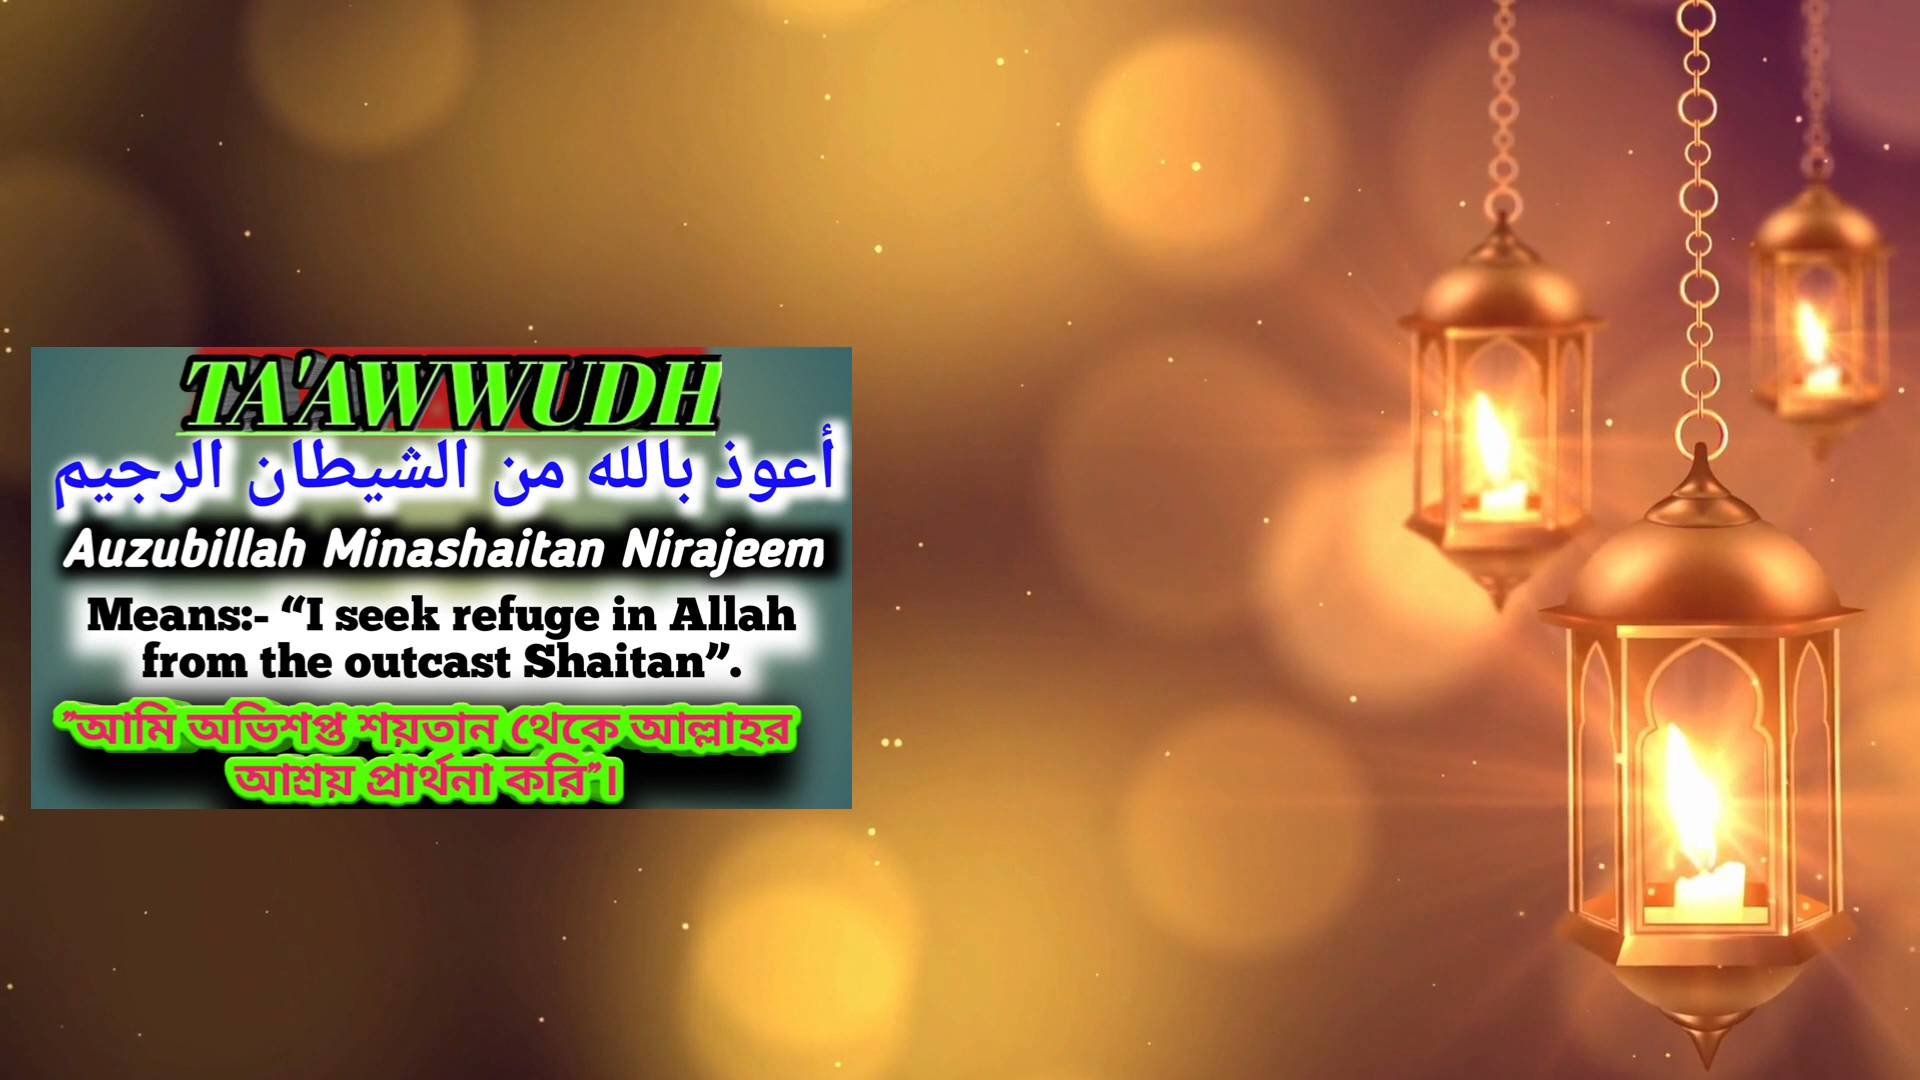 TA'AWWUDH
أعوذ بالله من الشيطان الرجيم
Auzubillah Minashaitan Nirajeem
Means:- “I seek refuge in Allah
from the outcast Shaitan”.
"আমি অভিশপ্ত শয়তান থেকে আল্লাহর
আশ্রয় প্রার্থনা করি"।